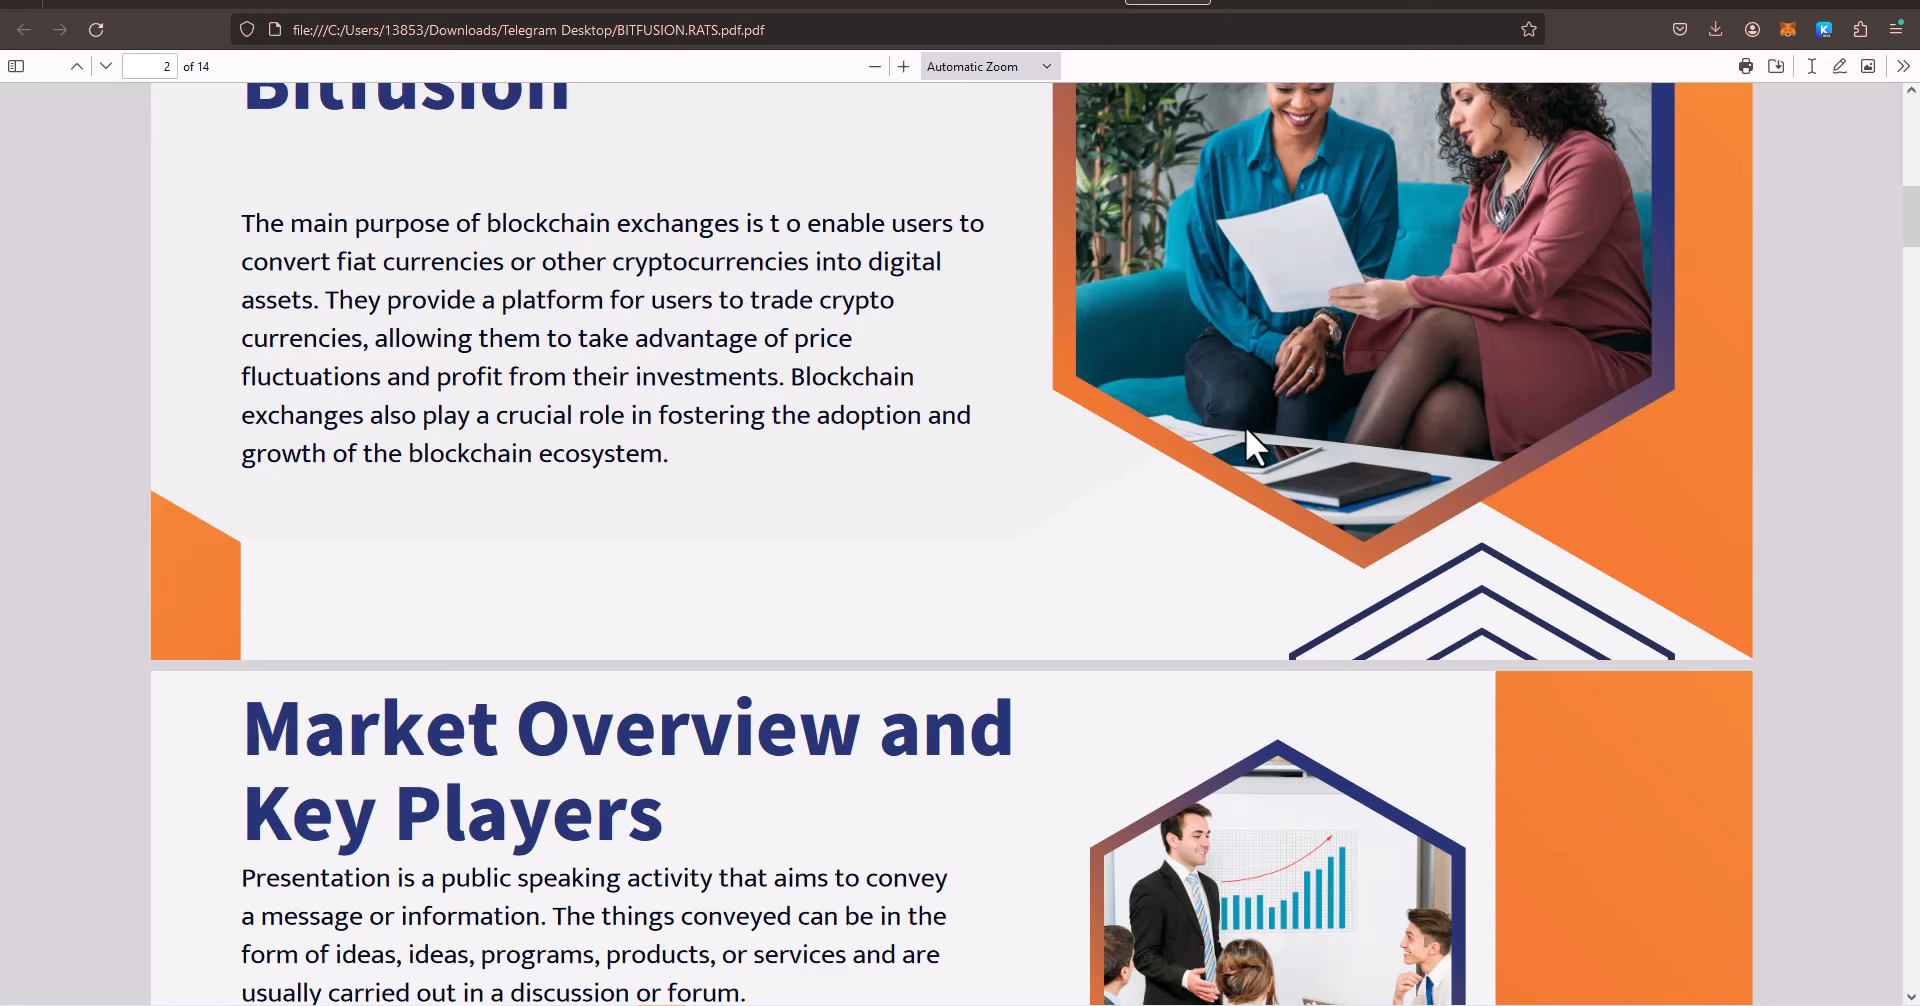 file:///C:/Users/13853/Downloads/Telegram Desktop/BITFUSION.RATS.pdf.pdf
2 of 14
Automatic Zoom
Bitfusion
The main purpose of blockchain exchanges is t o enable users to
convert fiat currencies or other cryptocurrencies into digital
assets. They provide a platform for users to trade crypto
currencies, allowing them to take advantage of price
fluctuations and profit from their investments. Blockchain
exchanges also play a crucial role in fostering the adoption and
growth of the blockchain ecosystem.
Market Overview and
Key Players
Presentation is a public speaking activity that aims to convey
a message or information. The things conveyed can be in the
form of ideas, ideas, programs, products, or services and are
usually carried out in a discussion or forum.